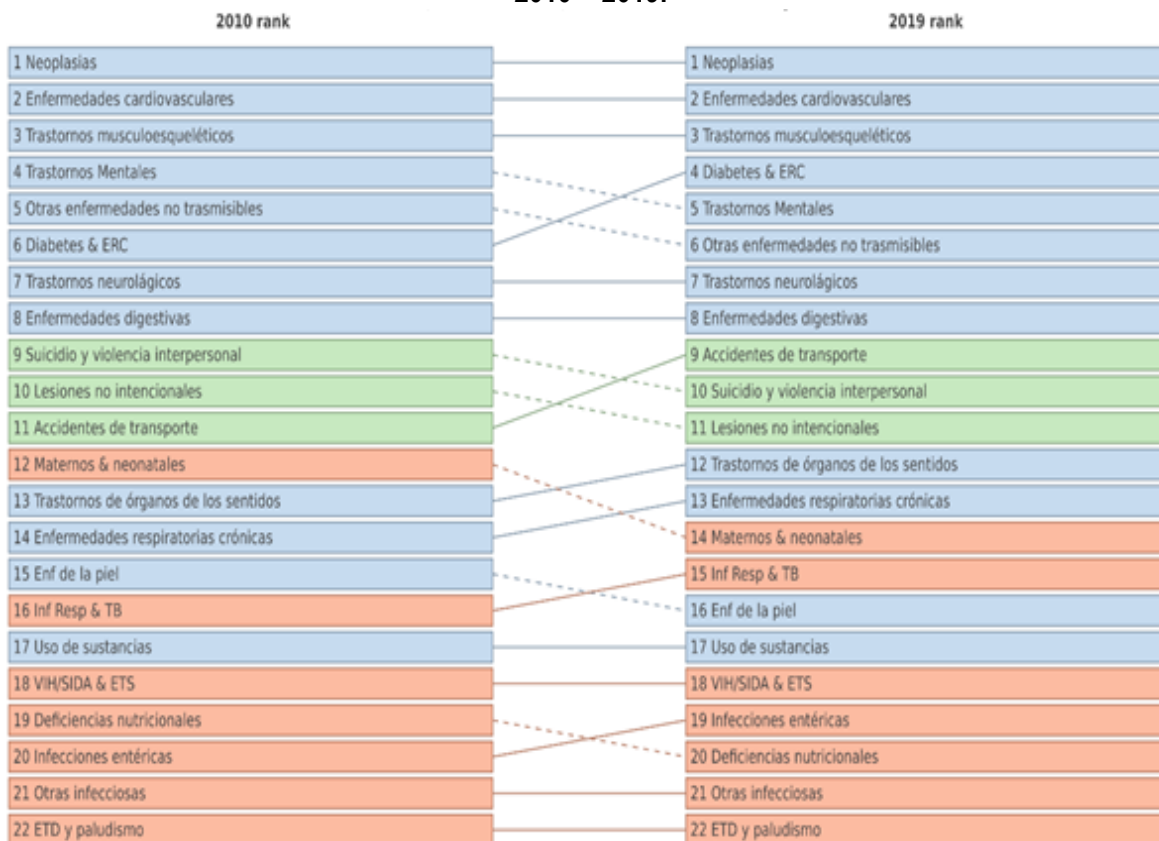 2010 rank
2019 rank
1 Neoplasias
2 Enfermedades cardiovasculares
3 Trastornos musculoesqueléticos
4 Trastornos Mentales
5 Otras enfermedades no trasmisibles
6 Diabetes & ERC
7 Trastornos neurolágicos
8 Enfermedades digestivas
9 Suicidio y violencia interpersonal
10 Lesiones no intencionales
11 Accidentes de transporte
12 Maternos & neonatales
13 Trastornos de órganos de los sentidos
14 Enfermedades respiratorias crónicas
15 Enf de la piel
16 Inf Resp & TB
17 Uso de sustancias
18 VIH/SIDA & ETS
19 Deficiencias nutricionales
20 Infecciones entéricas
21 Otras infecciosas
22 ETD y paludismo
1 Neoplasias
2 Enfermedades cardiovasculares
3 Trastornos musculoesqueléticos
4 Diabetes & ERC
5 Trastornos Mentales
6 Otras enfermedades no trasmisibles
7 Trastornos neurolágicos
8 Enfermedades digestivas
9 Accidentes de transporte
10 Suicidio y violencia interpersonal
11 Lesiones no intencionales
12 Trastornos de órganos de los sentidos
13 Enfermedades respiratorias crónicas
14 Maternos & neonatales
15 Inf Resp & TB
16 Enf de la piel
17 Uso de sustancias
18 VIH/SIDA & ETS
19 Infecciones entéricas
20 Deficiencias nutricionales
21 Otras infecciosas
22 ETD y paludismo